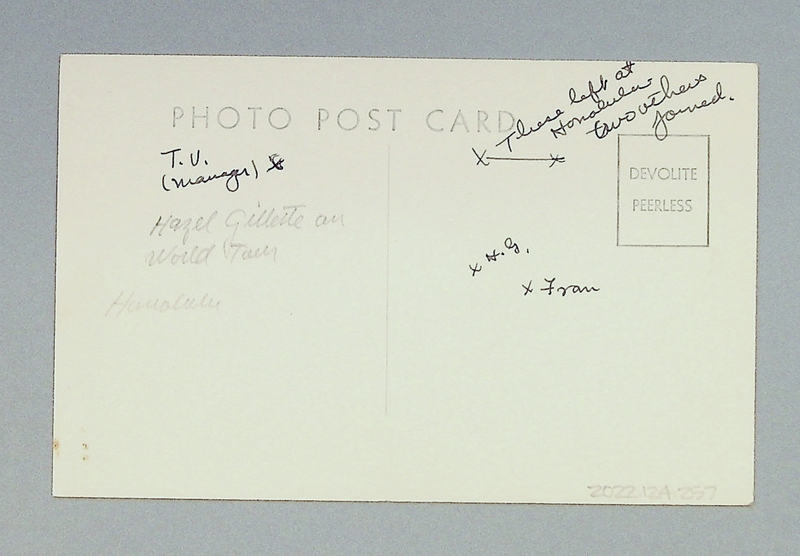 PHOTO POST CARD
T.V.
(manager) x
Hazel Gillette on
World Tour
Honolulu
x These left at
Honolulu
two others
joined.
x
DEVOLITE
PEERLESS
x H.G.
x Fran
2022.12A.257